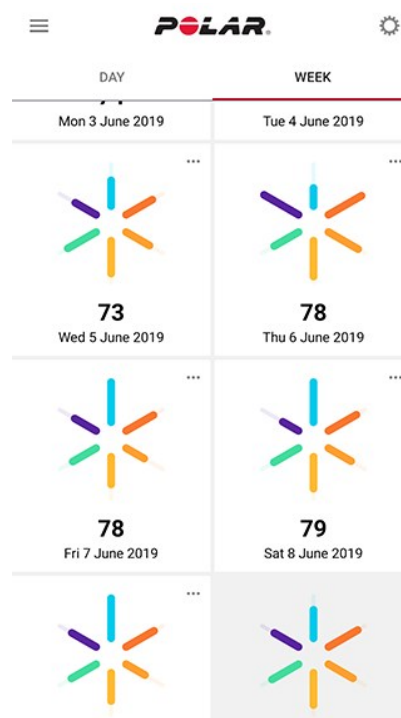 POLAR
DAY WEEK
Mon 3 June 2019 Tue 4 June 2019
73 78
Wed 5 June 2019 Thu 6 June 2019
78 79
Fri 7 June 2019 Sat 8 June 2019